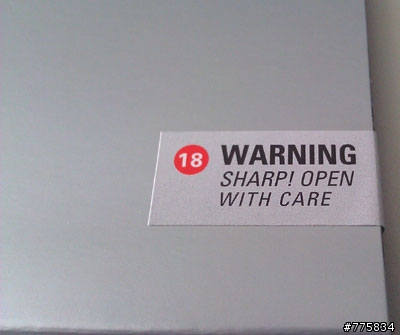 18 WARNING
SHARP! OPEN
WITH CARE
#775834